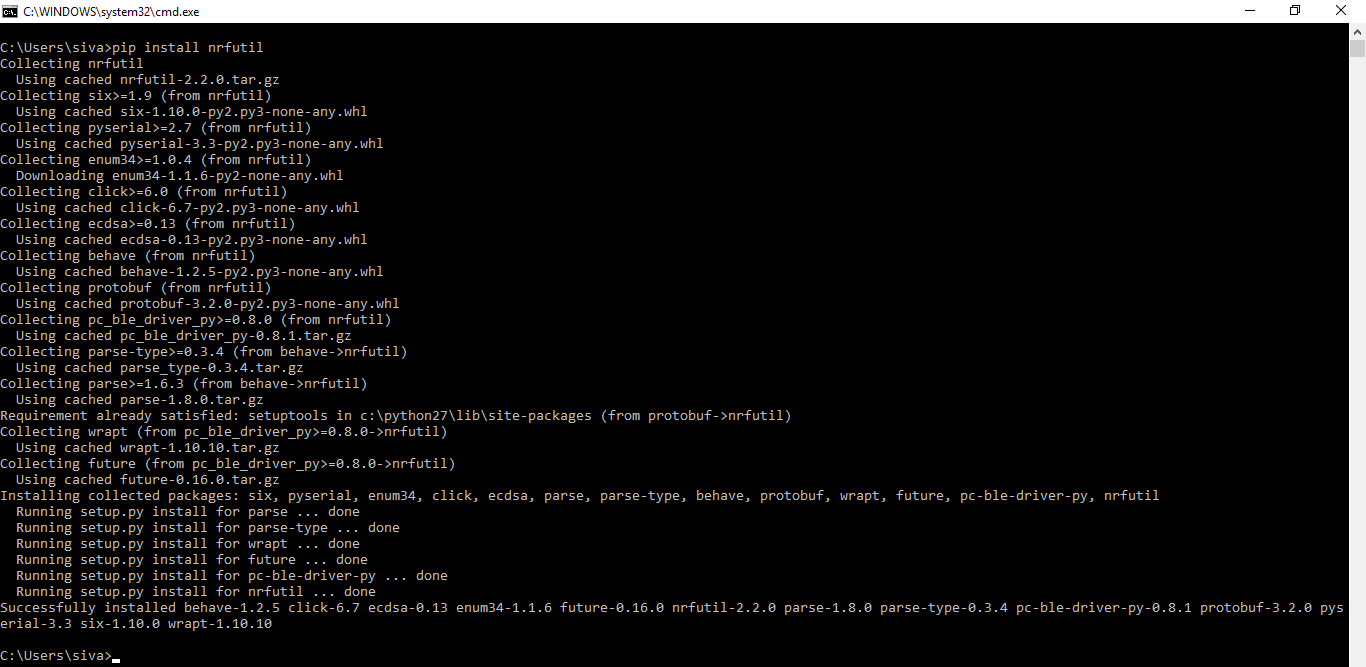 C:\WINDOWS\system32\cmd.exe
C:\Users\siva>pip install nrfutil
Collecting nrfutil
  Using cached nrfutil-2.2.0.tar.gz
Collecting six>=1.9 (from nrfutil)
  Using cached six-1.10.0-py2.py3-none-any.whl
Collecting pyserial>=2.7 (from nrfutil)
  Using cached pyserial-3.3-py2.py3-none-any.whl
Collecting enum34>=1.0.4 (from nrfutil)
  Downloading enum34-1.1.6-py2-none-any.whl
Collecting click>=6.0 (from nrfutil)
  Using cached click-6.7-py2.py3-none-any.whl
Collecting ecdsa>=0.13 (from nrfutil)
  Using cached ecdsa-0.13-py2.py3-none-any.whl
Collecting behave (from nrfutil)
  Using cached behave-1.2.5-py2.py3-none-any.whl
Collecting protobuf (from nrfutil)
  Using cached protobuf-3.2.0-py2.py3-none-any.whl
Collecting pc_ble_driver_py>=0.8.0 (from nrfutil)
  Using cached pc_ble_driver_py-0.8.1.tar.gz
Collecting parse-type>=0.3.4 (from behave->nrfutil)
  Using cached parse_type-0.3.4.tar.gz
Collecting parse>=1.6.3 (from behave->nrfutil)
  Using cached parse-1.8.0.tar.gz
Requirement already satisfied: setuptools in c:\python27\lib\site-packages (from protobuf->nrfutil)
Collecting wrapt (from pc_ble_driver_py>=0.8.0->nrfutil)
  Using cached wrapt-1.10.10.tar.gz
Collecting future (from pc_ble_driver_py>=0.8.0->nrfutil)
  Using cached future-0.16.0.tar.gz
Installing collected packages: six, pyserial, enum34, click, ecdsa, parse, parse-type, behave, protobuf, wrapt, future, pc-ble-driver-py, nrfutil
  Running setup.py install for parse ... done
  Running setup.py install for parse-type ... done
  Running setup.py install for wrapt ... done
  Running setup.py install for future ... done
  Running setup.py install for pc-ble-driver-py ... done
  Running setup.py install for nrfutil ... done
Successfully installed behave-1.2.5 click-6.7 ecdsa-0.13 enum34-1.1.6 future-0.16.0 nrfutil-2.2.0 parse-1.8.0 parse-type-0.3.4 pc-ble-driver-py-0.8.1 protobuf-3.2.0 pys
erial-3.3 six-1.10.0 wrapt-1.10.10
C:\Users\siva>